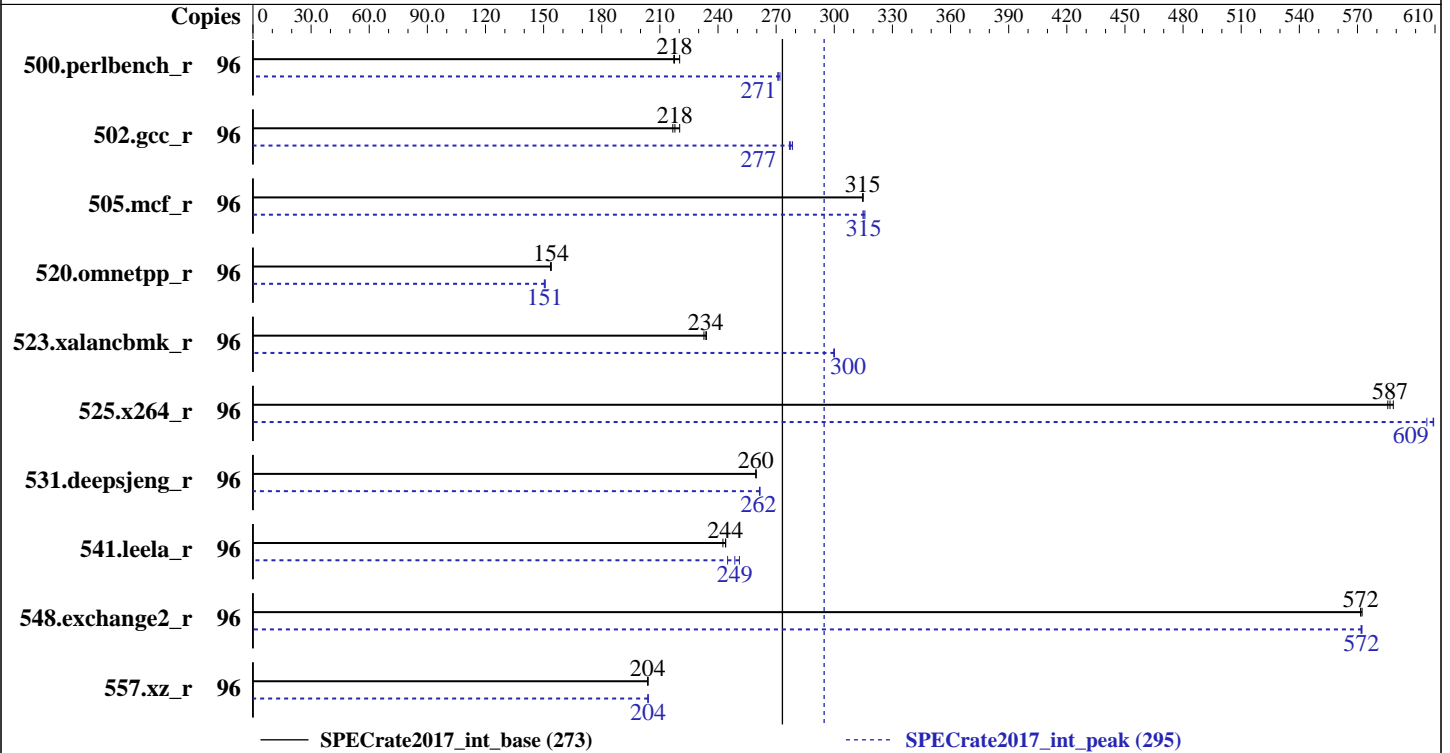 Copies 0 30.0 60.0 90.0 120 150 180 210 240 270 300 330 360 390 420 450 480 510 540 570 610
218
500.perlbench_r 96
271
218
502.gcc_r 96
277
315
505.mcf_r 96
315
154
520.omnetpp_r 96
151
234
523.xalancbmk_r 96
300
587
525.x264_r 96
609
260
531.deepsjeng_r 96
262
244
541.leela_r 96
249
572
548.exchange2_r 96
572
204
557.xz_r 96
204
SPECrate2017_int_base (273) SPECrate2017_int_peak (295)